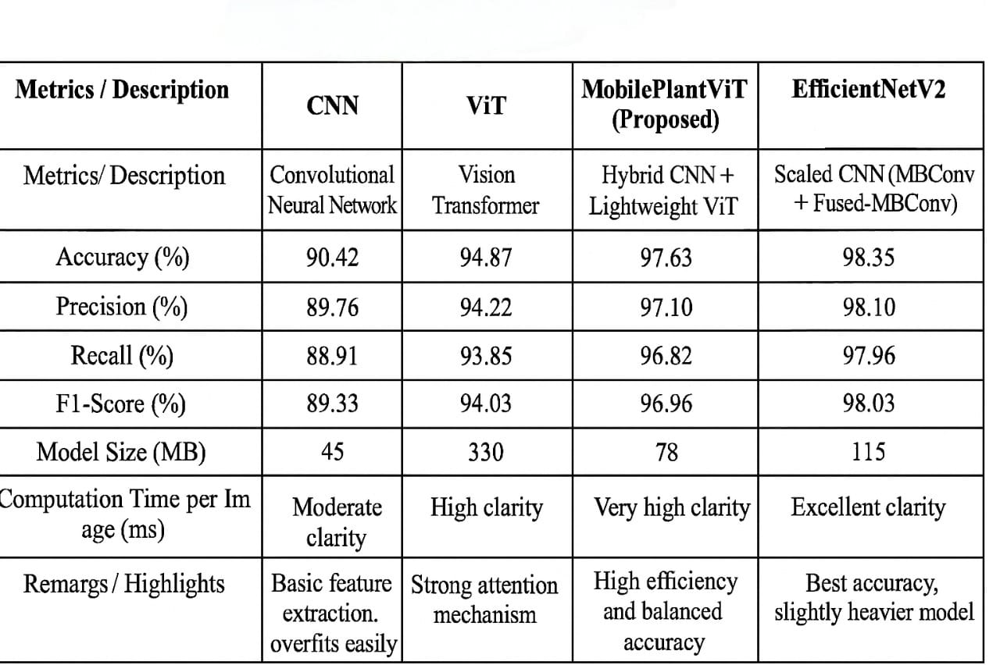 Metrics / Description
CNN
ViT
MobilePlantViT
(Proposed)
EfficientNetV2
Metrics/ Description
Convolutional
Neural Network
Vision
Transformer
Hybrid CNN +
Lightweight ViT
Scaled CNN (MBConv
+ Fused-MBConv)
Accuracy (%)
90.42
94.87
97.63
98.35
Precision (%)
89.76
94.22
97.10
98.10
Recall (%)
88.91
93.85
96.82
97.96
F1-Score (%)
89.33
94.03
96.96
98.03
Model Size (MB)
45
330
78
115
Computation Time per Im
age (ms)
Moderate
clarity
High clarity
Very high clarity
Excellent clarity
Remargs / Highlights
Basic feature
extraction.
overfits easily
Strong attention
mechanism
High efficiency
and balanced
accuracy
Best accuracy,
slightly heavier model